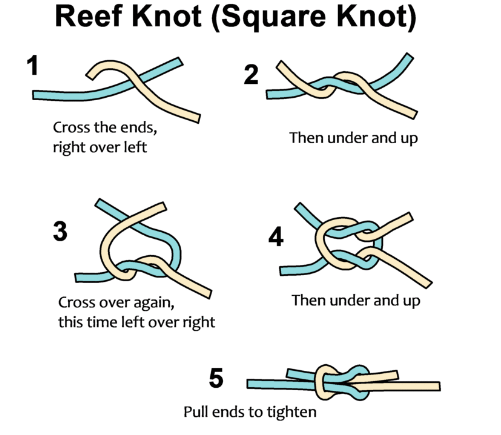 Reef Knot (Square Knot)
1
Cross the ends,
right over left
2
Then under and up
3
Cross over again,
this time left over right
4
Then under and up
5
Pull ends to tighten